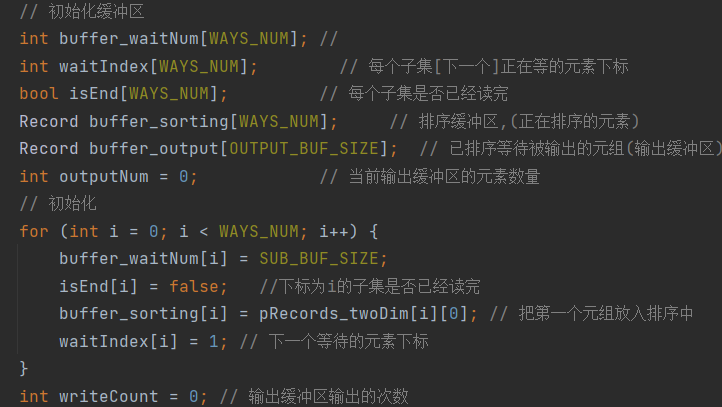 // 初始化缓冲区
int buffer_waitNum[WAYS_NUM]; //
int waitIndex[WAYS_NUM]; // 每个子集[下一个]正在等的元素下标
bool isEnd[WAYS_NUM]; // 每个子集是否已经读完
Record buffer_sorting[WAYS_NUM]; // 排序缓冲区,(正在排序的元素)
Record buffer_output[OUTPUT_BUF_SIZE]; // 已排序等待被输出的元组(输出缓冲区)
int outputNum = 0; // 当前输出缓冲区的元素数量
// 初始化
for (int i = 0; i < WAYS_NUM; i++) {
buffer_waitNum[i] = SUB_BUF_SIZE;
isEnd[i] = false; //下标为i的子集是否已经读完
buffer_sorting[i] = pRecords_twoDim[i][0]; // 把第一个元组放入排序中
waitIndex[i] = 1; // 下一个等待的元素下标
}
int writeCount = 0; // 输出缓冲区输出的次数